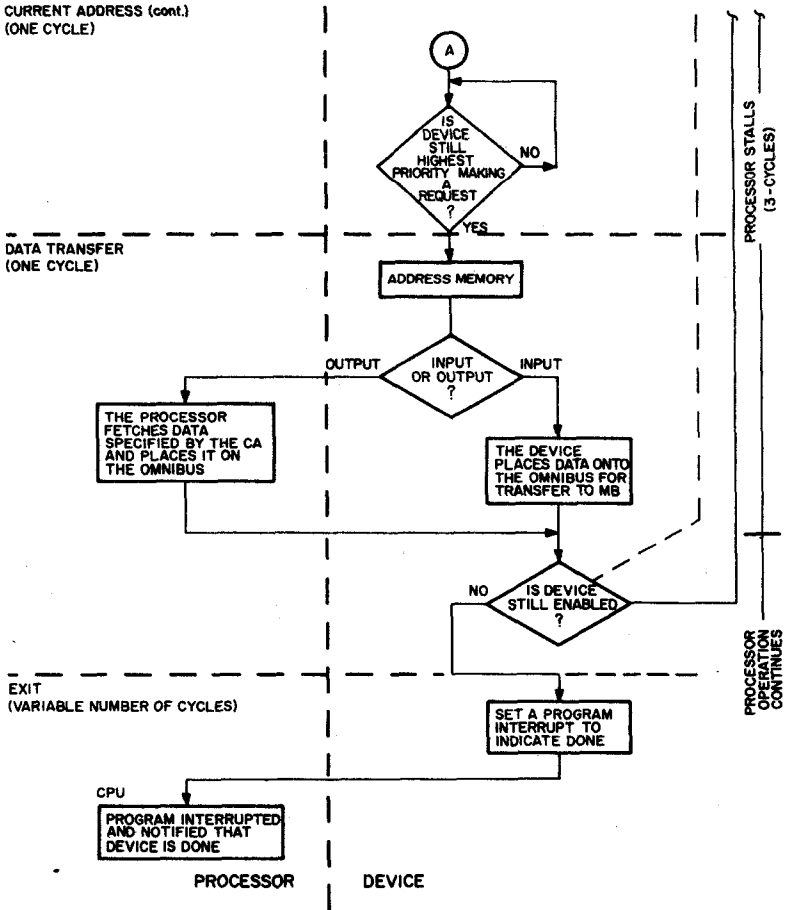 CURRENT ADDRESS (cont.)
(ONE CYCLE)
A
IS
DEVICE
STILL
HIGHEST
PRIORITY MAKING
A
REQUEST
?
NO
YES
PROCESSOR STALLS
(3-CYCLES)
DATA TRANSFER
(ONE CYCLE)
ADDRESS MEMORY
OUTPUT
INPUT
OR OUTPUT
?
INPUT
THE PROCESSOR
FETCHES DATA
SPECIFIED BY THE CA
AND PLACES IT ON
THE OMNIBUS
THE DEVICE
PLACES DATA ONTO
THE OMNIBUS FOR
TRANSFER TO MB
NO
IS DEVICE
STILL ENABLED
?
PROCESSOR
OPERATION
CONTINUES
EXIT
(VARIABLE NUMBER OF CYCLES)
SET A PROGRAM
INTERRUPT TO
INDICATE DONE
CPU
PROGRAM INTERRUPTED
AND NOTIFIED THAT
DEVICE IS DONE
PROCESSOR
DEVICE